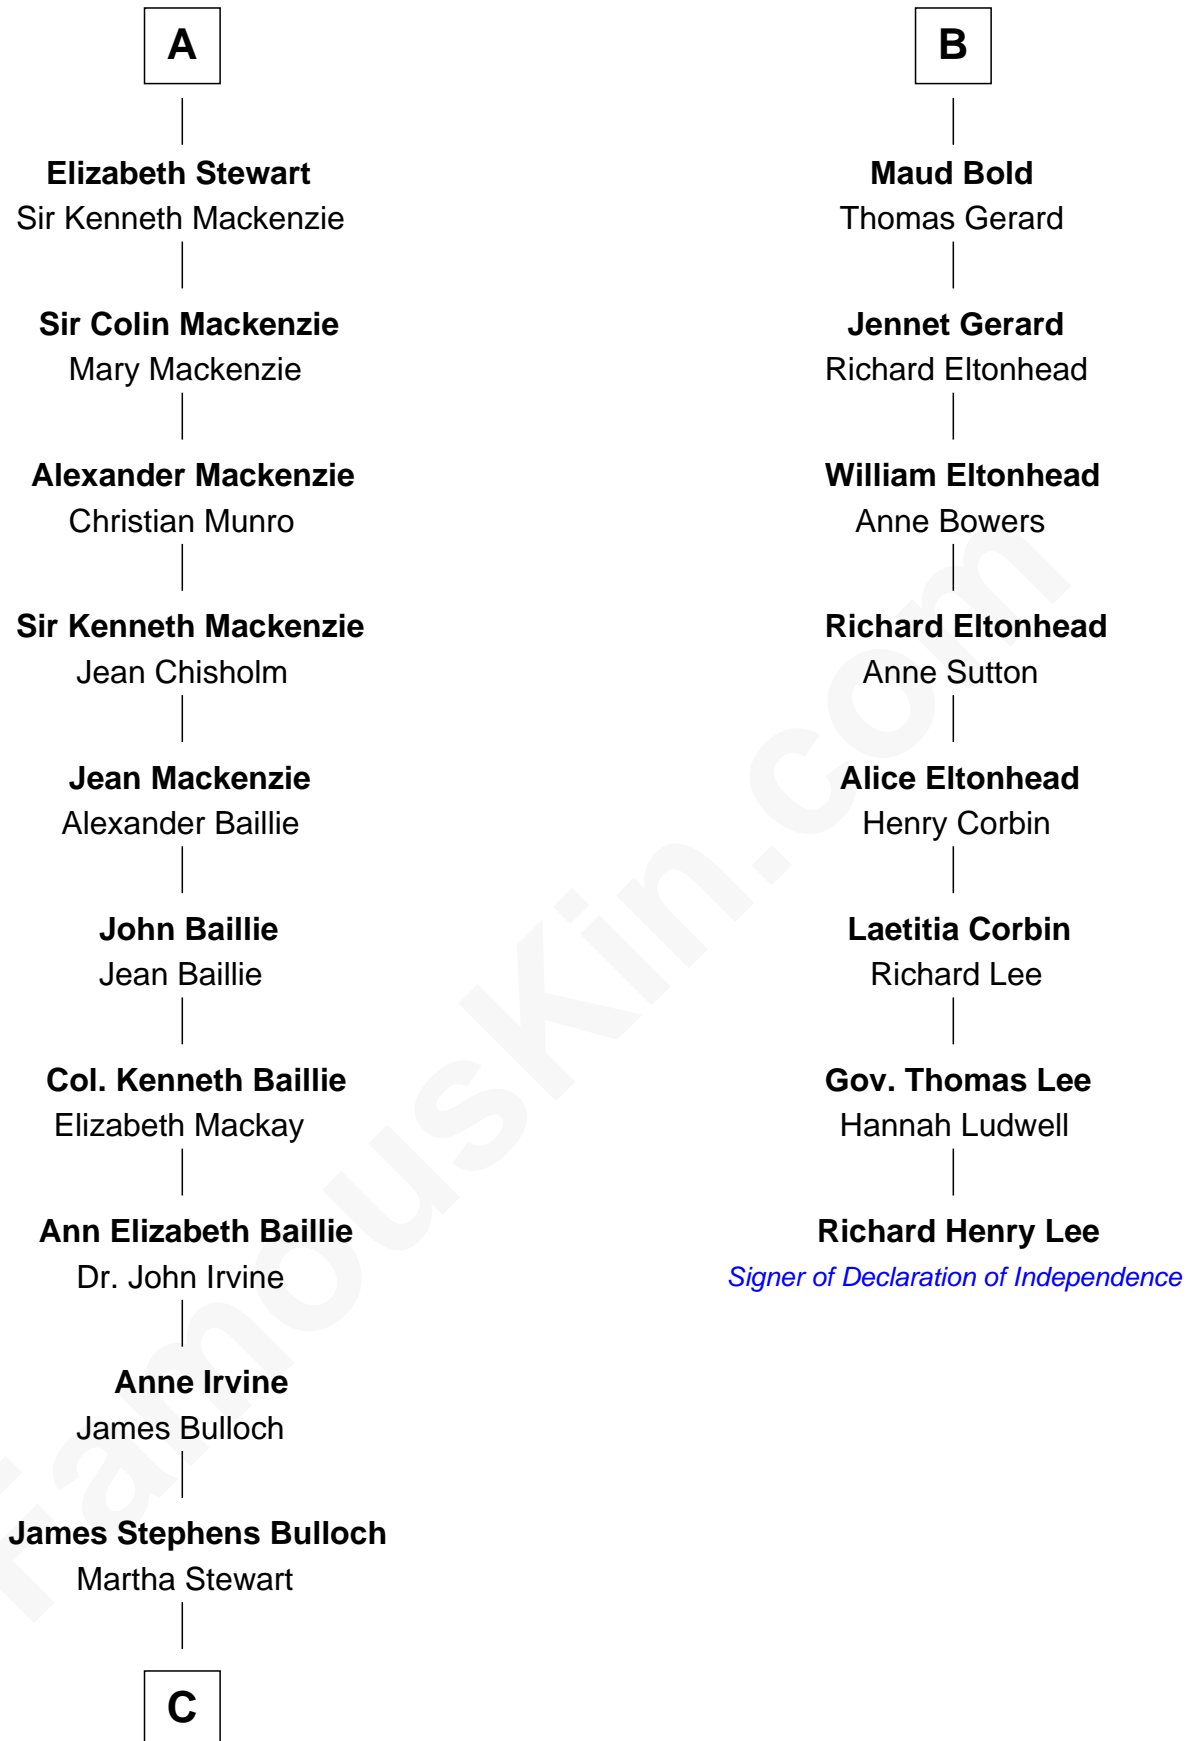 A
Elizabeth Stewart
Sir Kenneth Mackenzie
Sir Colin Mackenzie
Mary Mackenzie
Alexander Mackenzie
Christian Munro
Sir Kenneth Mackenzie
Jean Chisholm
Jean Mackenzie
Alexander Baillie
John Baillie
Jean Baillie
Col. Kenneth Baillie
Elizabeth Mackay
Ann Elizabeth Baillie
Dr. John Irvine
Anne Irvine
James Bulloch
James Stephens Bulloch
Martha Stewart
C
B
Maud Bold
Thomas Gerard
Jennet Gerard
Richard Eltonhead
William Eltonhead
Anne Bowers
Richard Eltonhead
Anne Sutton
Alice Eltonhead
Henry Corbin
Laetitia Corbin
Richard Lee
Gov. Thomas Lee
Hannah Ludwell
Richard Henry Lee
Signer of Declaration of Independence
FamousKin.com